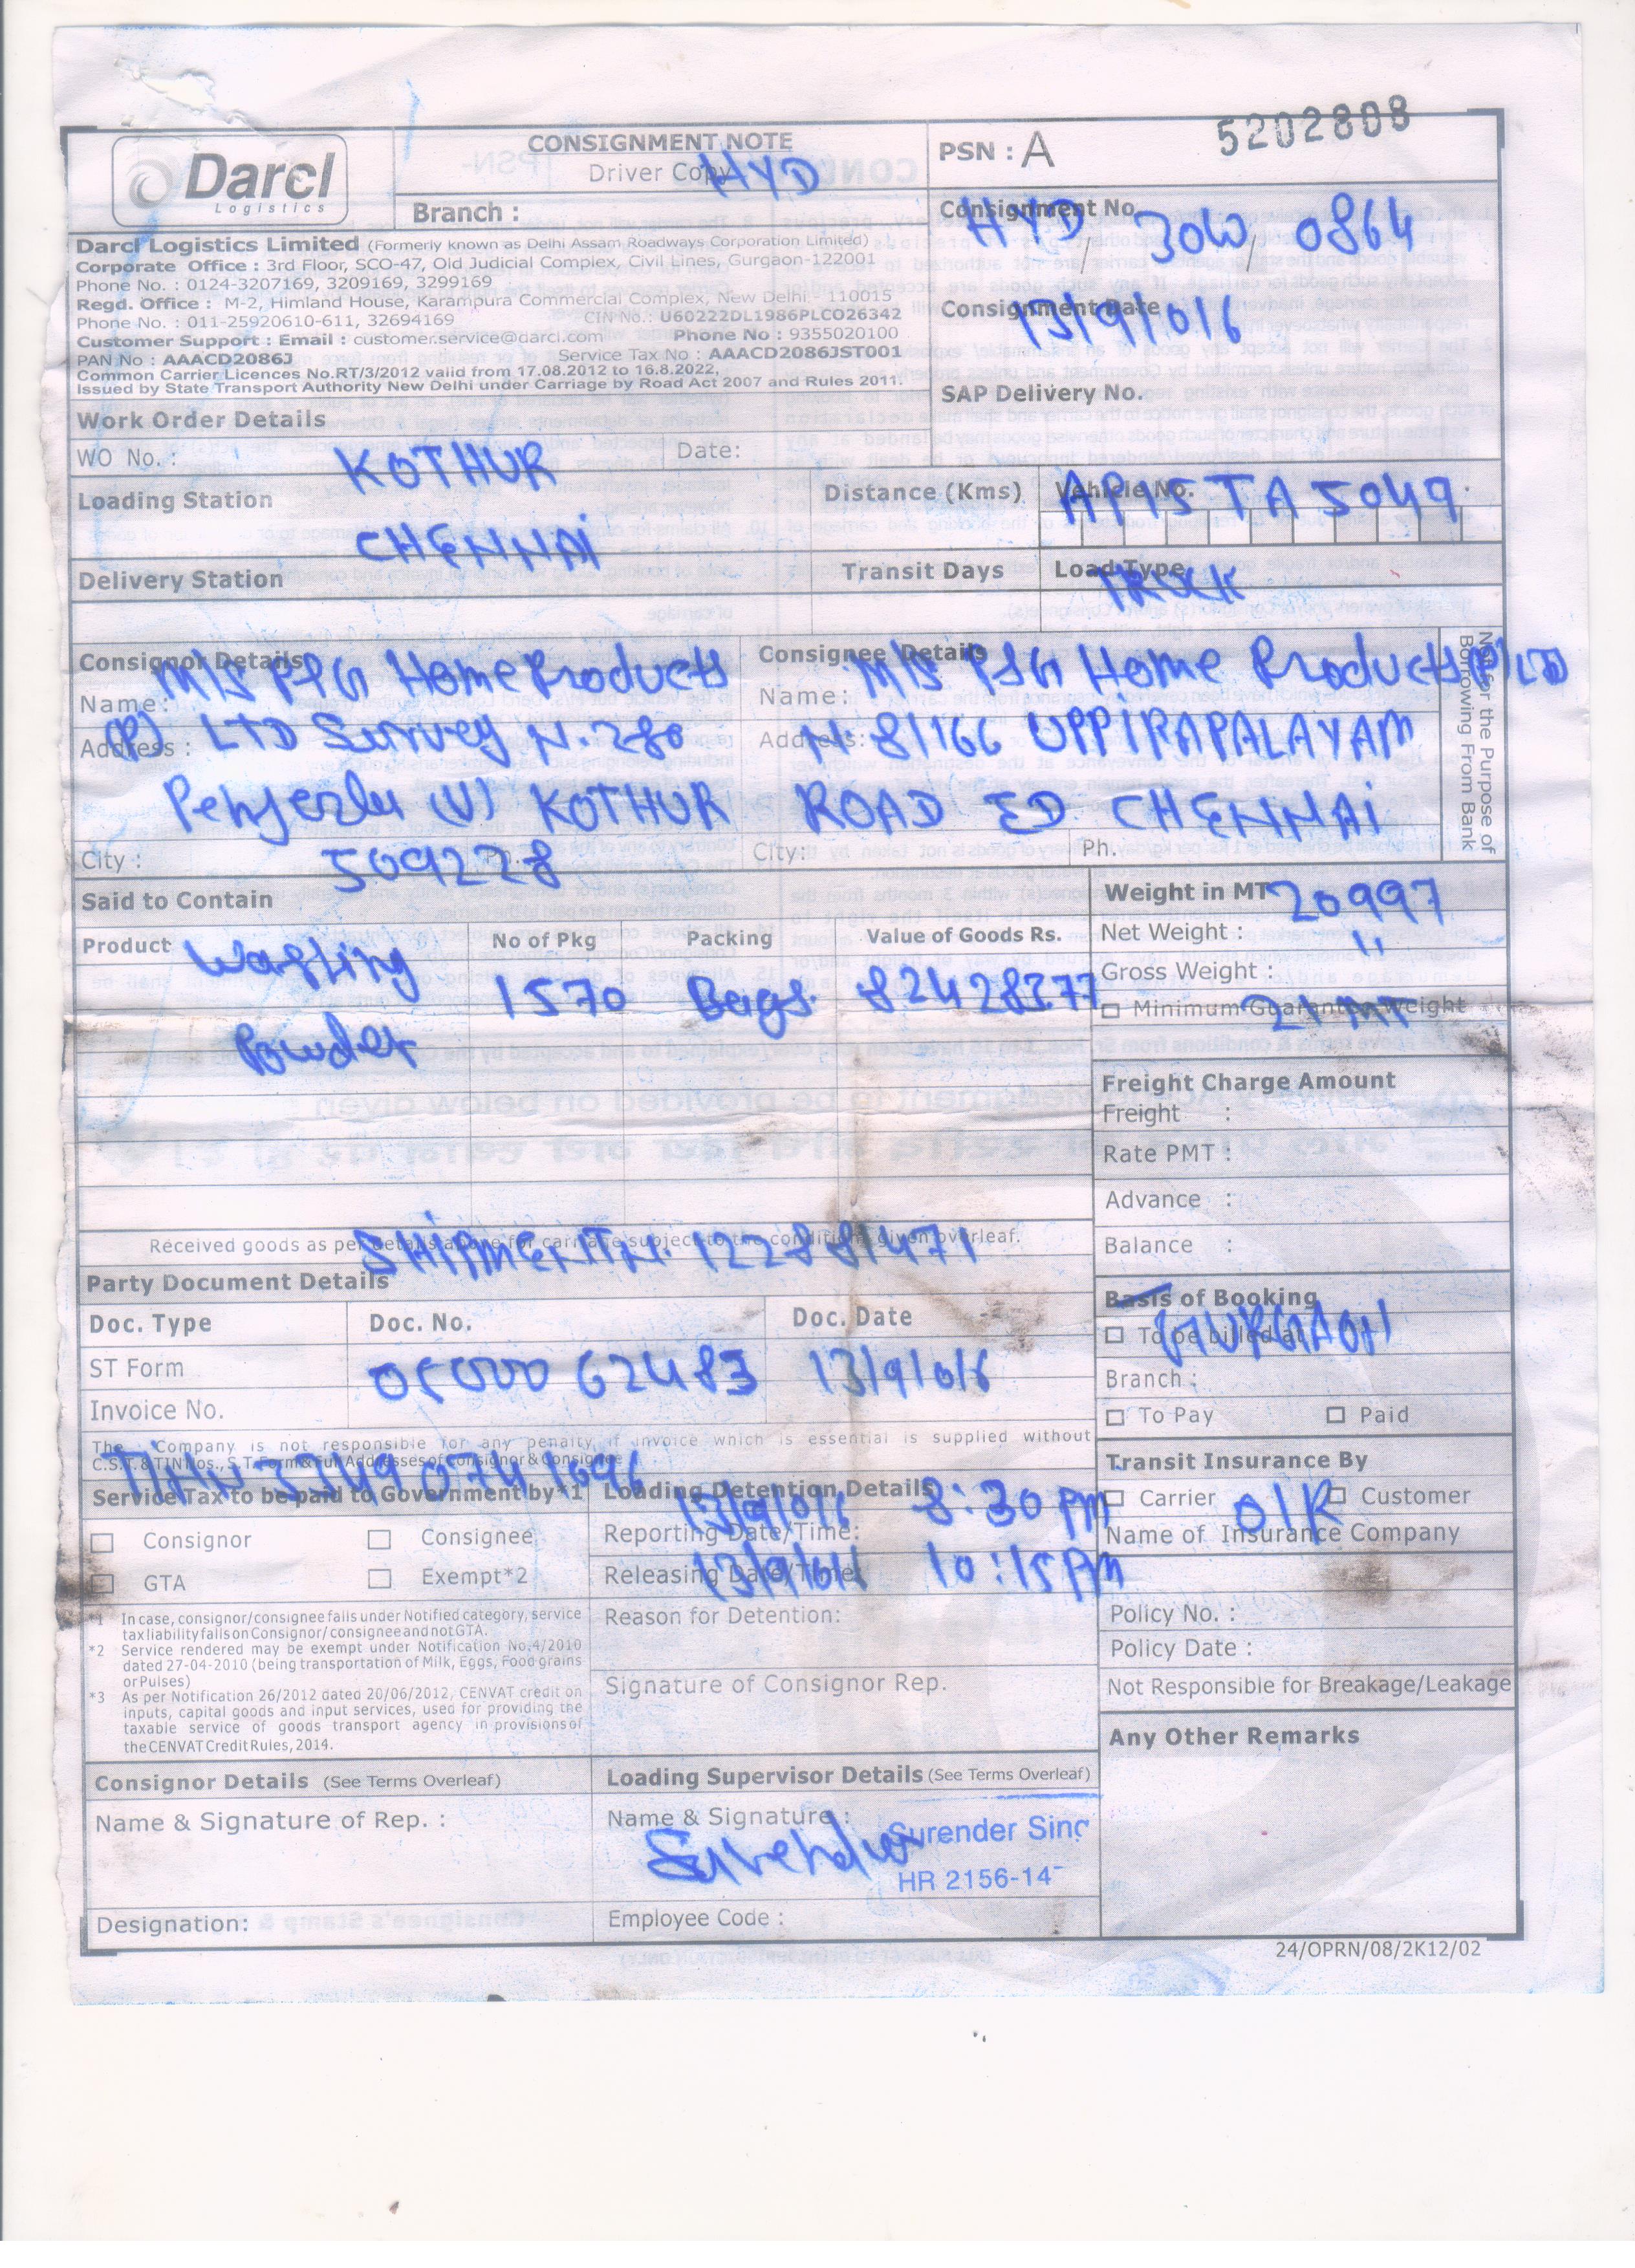 5202808
Darcl
Logistics
CONSIGNMENT NOTE
Driver Copy
HYD
Branch :
PSN : A
Consignment No.
HYD / 30W / 0864
Darcl Logistics Limited (Formerly known as Delhi Assam Roadways Corporation Limited)
Corporate Office : 3rd Floor, SCO-47, Old Judicial Complex, Civil Lines, Gurgaon-122001
Phone No. : 0124-3207169, 3209169, 3299169
Regd. Office : M-2, Himland House, Karampura Commercial Complex, New Delhi - 110015
Phone No. : 011-25920610-611, 32694169 CIN No.: U60222DL1986PLCO26342
Customer Support : Email : customer.service@darcl.com Phone No : 9355020100
PAN No : AAACD2086J Service Tax No : AAACD2086JST001
Common Carrier Licences No.RT/3/2012 valid from 17.08.2012 to 16.8.2022,
Issued by State Transport Authority New Delhi under Carriage by Road Act 2007 and Rules 2011.
Consignment Date
13/9/016
SAP Delivery No.
Work Order Details
WO No. : Date:
KOTHUR
Loading Station
Distance (Kms)
Vehicle No.
AP15 TA 5049
CHENNAi
Delivery Station
Transit Days
Load Type
TRUCK
Consignor Details
Name: M/S P&G Home Products
Address : (P) LTD Survey N. 280
Penjerla (V) KOTHUR
City : 509228 Ph.
Consignee Details
Name: M/S P&G Home Products (P) LTD
Address: N. 81/166 UPPiRAPALAYAM
ROAD ED CHENNAi
City: Ph.
Not for the Purpose of
Borrowing From Bank
Said to Contain
Product No of Pkg Packing Value of Goods Rs.
Washing 1570 Bags 82428377
Powder
Weight in MT 20997
Net Weight : "
Gross Weight :
Minimum Guarantee Weight 21 MT
Freight Charge Amount
Freight :
Rate PMT :
Advance :
Balance :
Received goods as per details above for carriage subject to the conditions given overleaf.
SHiPMENT N. 122881471
Party Document Details
Doc. Type Doc. No. Doc. Date
ST Form
62483 13/9/016
Invoice No.
Basis of Booking
To be billed at GURGAON
Branch :
To Pay Paid
The Company is not responsible for any penalty, if invoice which is essential is supplied without
C.S.T. & TIN Nos., S.T. Form & Full Addresses of Consignor & Consignee
Service Tax to be paid to Government by*1
Consignor Consignee
GTA Exempt*2
Loading Detention Details
Reporting Date/Time: 13/9/016 8:30 PM
Releasing Date/Time: 13/9/016 10:15 PM
Reason for Detention:
Signature of Consignor Rep.
Transit Insurance By
Carrier O/R Customer
Name of Insurance Company
Policy No. :
Policy Date :
Not Responsible for Breakage/Leakage
Any Other Remarks
*1 In case, consignor/consignee falls under Notified category, service
tax liability falls on Consignor/consignee and not GTA.
*2 Service rendered may be exempt under Notification No.4/2010
dated 27-04-2010 (being transportation of Milk, Eggs, Food grains
or Pulses)
*3 As per Notification 26/2012 dated 20/06/2012, CENVAT credit on
inputs, capital goods and input services, used for providing the
taxable service of goods transport agency in provisions of
the CENVAT Credit Rules, 2014.
Consignor Details (See Terms Overleaf)
Name & Signature of Rep. :
Designation:
Loading Supervisor Details (See Terms Overleaf)
Name & Signature :
Surender Sing
HR 2156-14
Employee Code :
24/OPRN/08/2K12/02